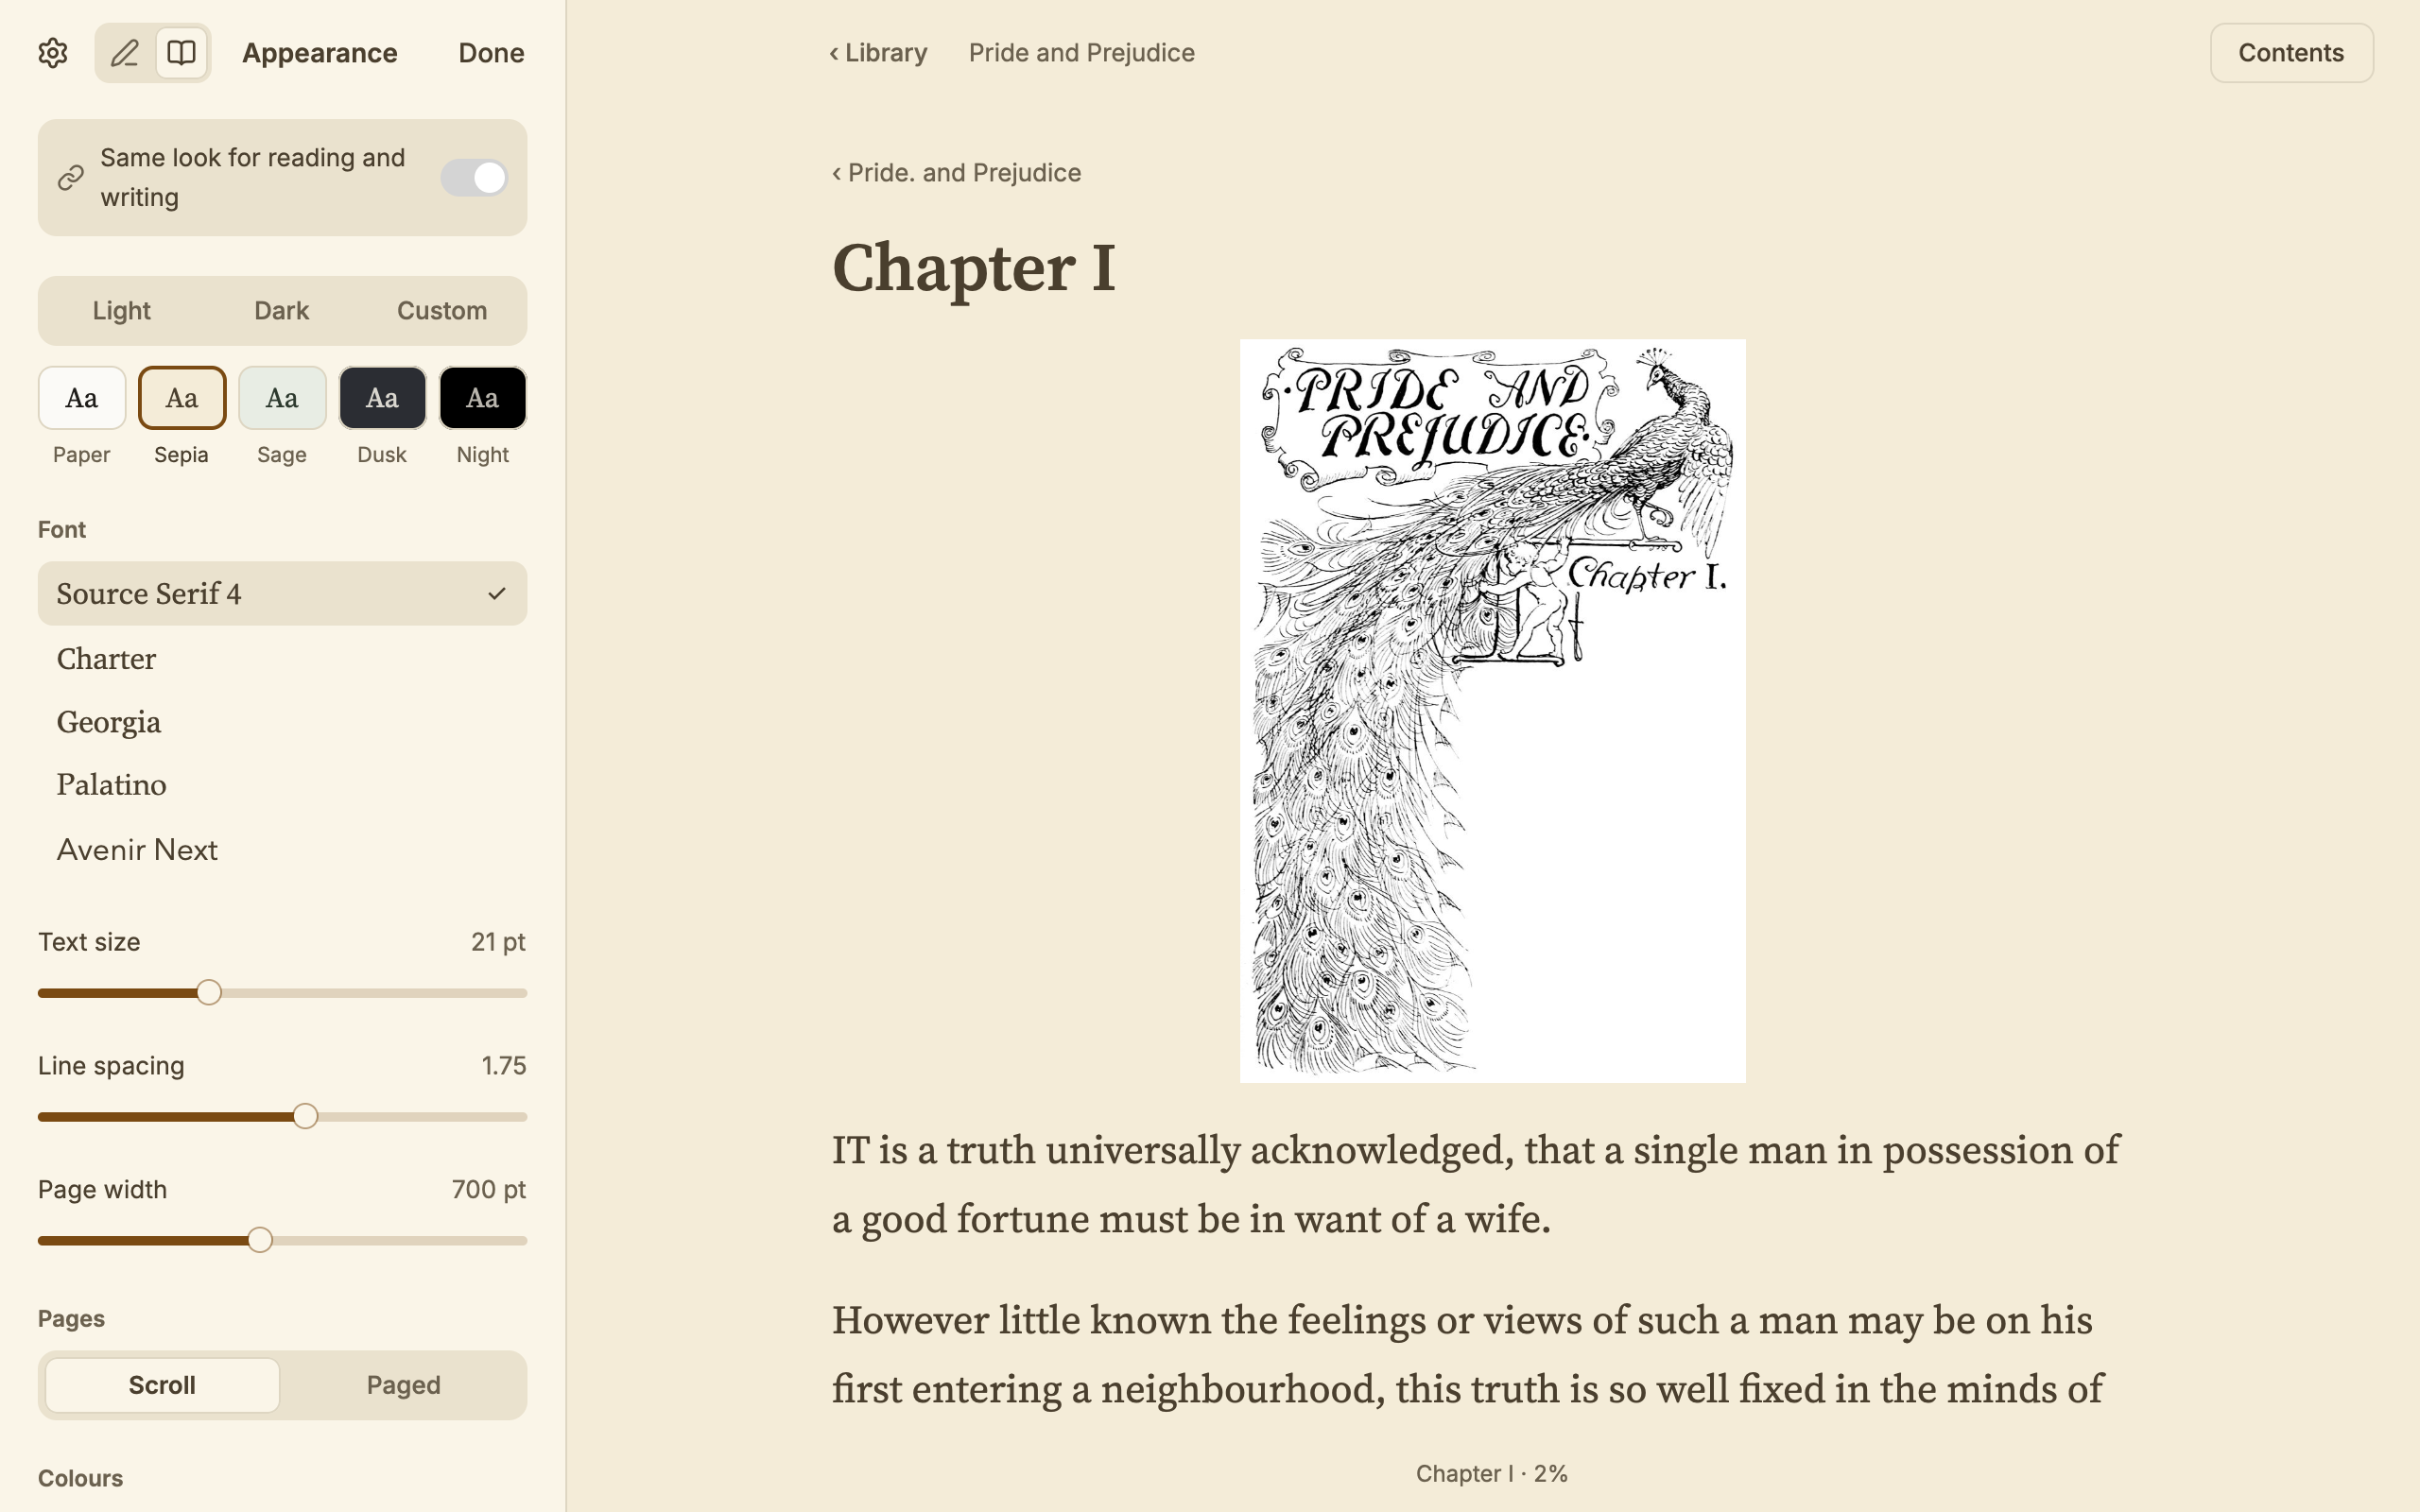 Appearance
Done
Same look for reading and
writing
Light
Dark
Custom
Aa
Aa
Aa
Aa
Aa
Paper
Sepia
Sage
Dusk
Night
Font
Source Serif 4
Charter
Georgia
Palatino
Avenir Next
Text size
21 pt
Line spacing
1.75
Page width
700 pt
Pages
Scroll
Paged
Colours
‹ Library
Pride and Prejudice
Contents
‹ Pride. and Prejudice
Chapter I
·PRIDE AND
PREJUDICE·
Chapter I.
It
IT is a truth universally acknowledged, that a single man in possession of
a good fortune must be in want of a wife.
However little known the feelings or views of such a man may be on his
first entering a neighbourhood, this truth is so well fixed in the minds of
Chapter I · 2%